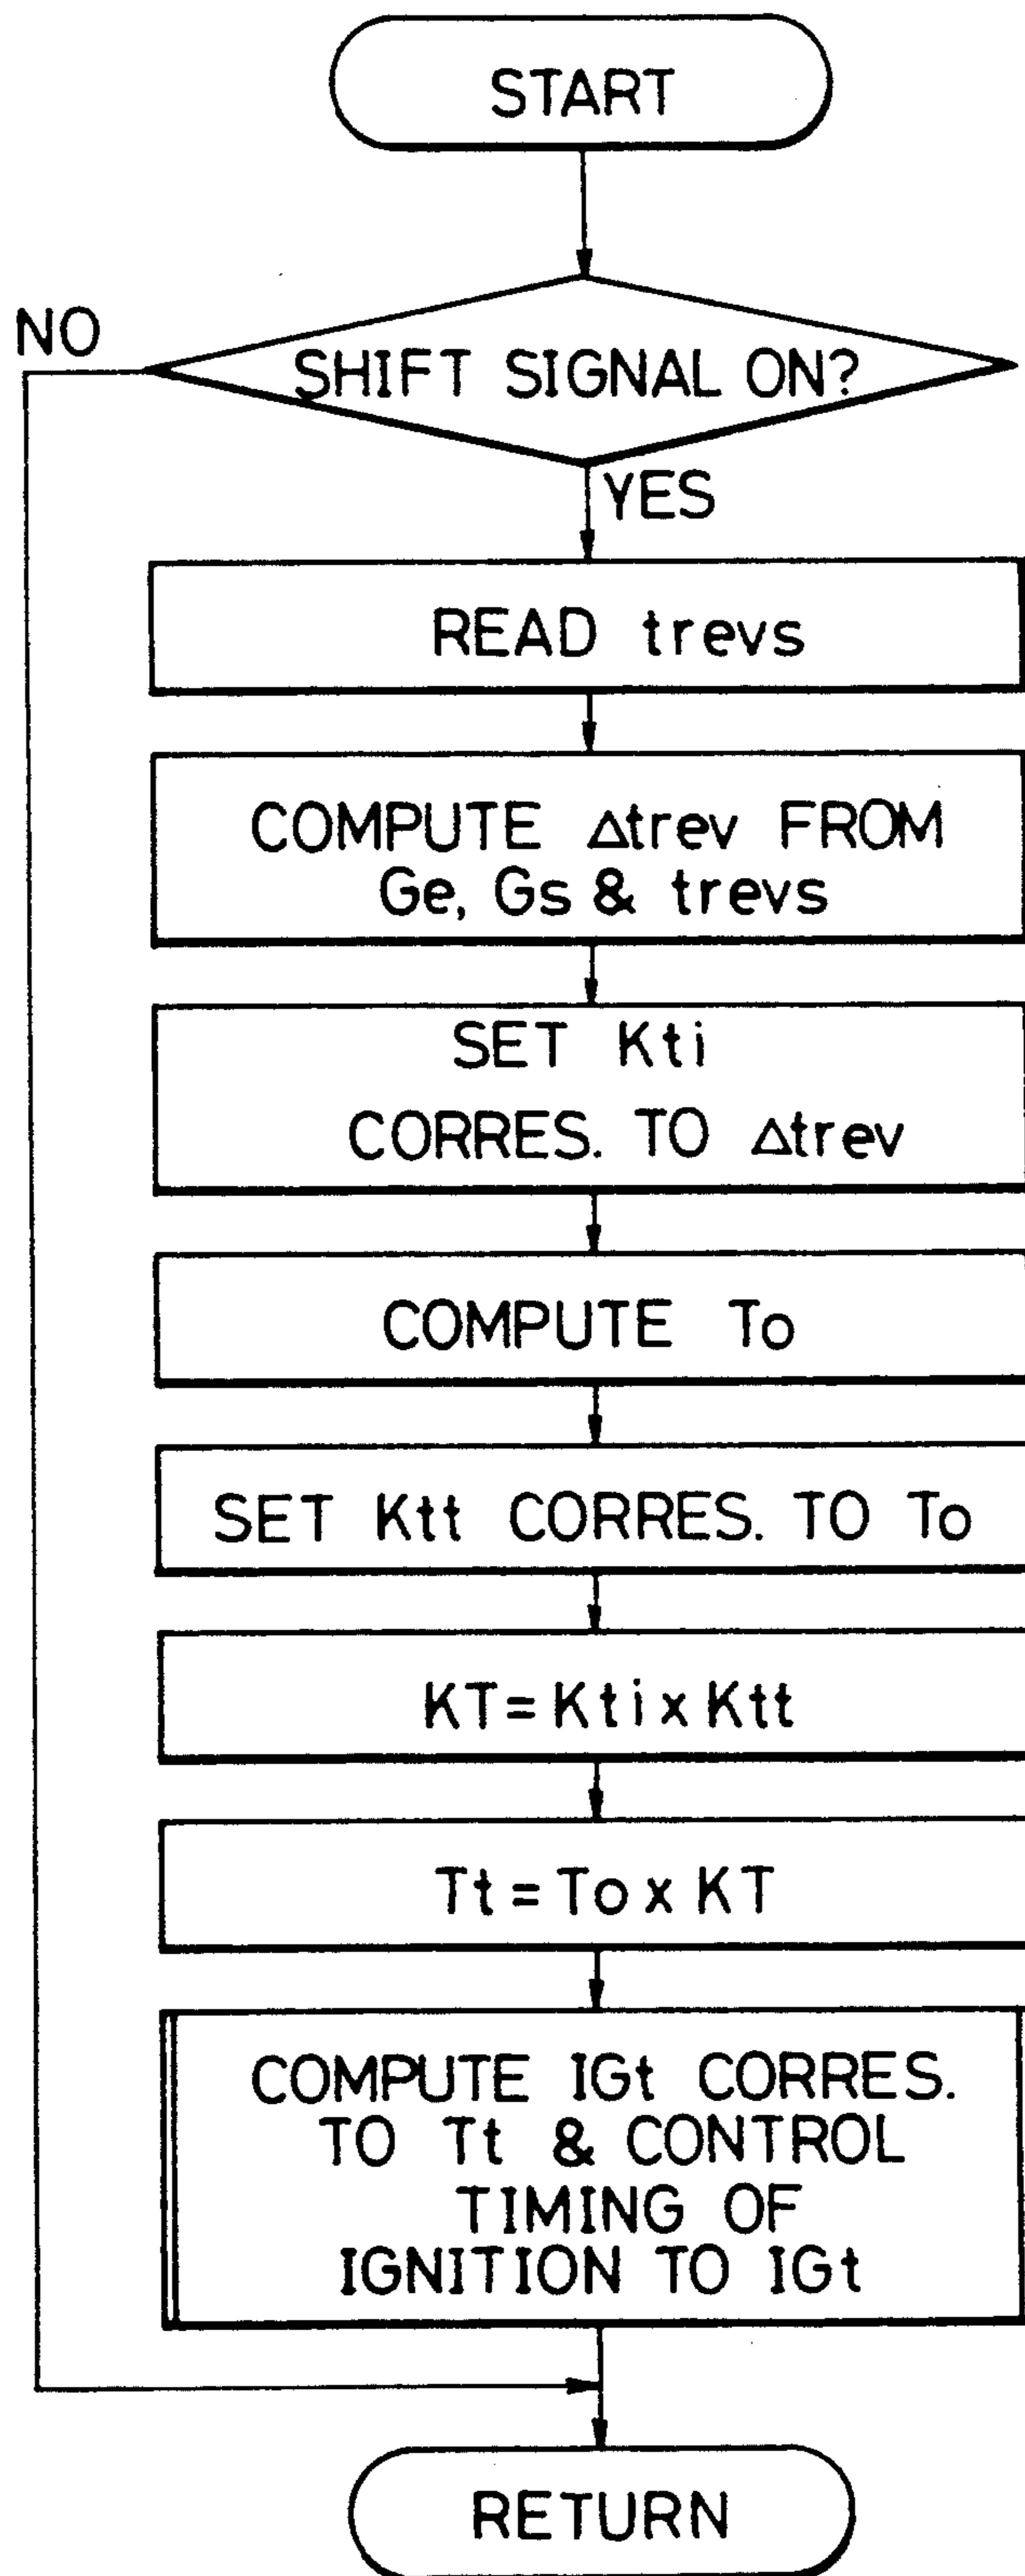 START
NO
SHIFT SIGNAL ON?
YES
READ trevs
COMPUTE Δtrev FROM
Ge, Gs & trevs
SET Kti
CORRES. TO Δtrev
COMPUTE To
SET Ktt CORRES. TO To
KT=Kti x Ktt
Tt=To x KT
COMPUTE IGt CORRES.
TO Tt & CONTROL
TIMING OF
IGNITION TO IGt
RETURN